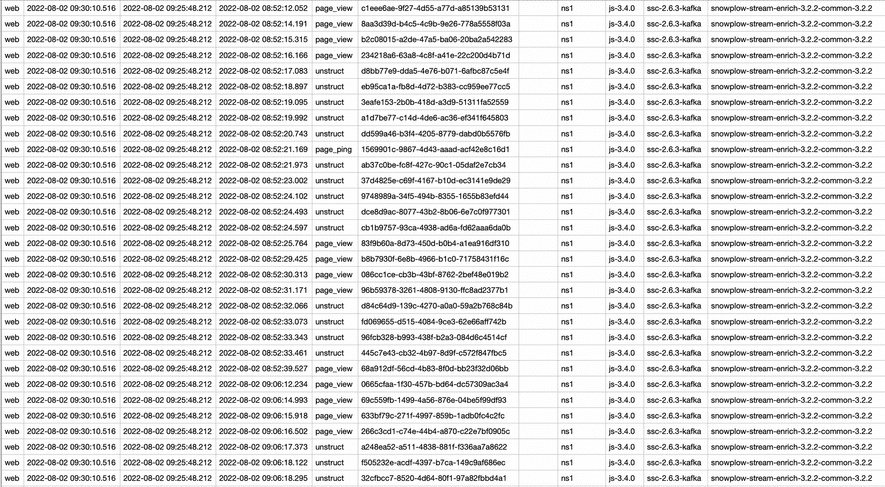 web 2022-08-02 09:30:10.516 2022-08-02 09:25:48.212 2022-08-02 08:52:12.052 page_view c1eee6ae-9f27-4d55-a77d-a85139b53131 ns1 js-3.4.0 ssc-2.6.3-kafka snowplow-stream-enrich-3.2.2-common-3.2.2
web 2022-08-02 09:30:10.516 2022-08-02 09:25:48.212 2022-08-02 08:52:14.191 page_view 8aa3d39d-b4c5-4c9b-9e26-778a5558f03a ns1 js-3.4.0 ssc-2.6.3-kafka snowplow-stream-enrich-3.2.2-common-3.2.2
web 2022-08-02 09:30:10.516 2022-08-02 09:25:48.212 2022-08-02 08:52:15.315 page_view b2c08015-a2de-47a5-ba06-20ba2a542283 ns1 js-3.4.0 ssc-2.6.3-kafka snowplow-stream-enrich-3.2.2-common-3.2.2
web 2022-08-02 09:30:10.516 2022-08-02 09:25:48.212 2022-08-02 08:52:16.166 page_view 234218a6-63a8-4c8f-a41e-22c200d4b71d ns1 js-3.4.0 ssc-2.6.3-kafka snowplow-stream-enrich-3.2.2-common-3.2.2
web 2022-08-02 09:30:10.516 2022-08-02 09:25:48.212 2022-08-02 08:52:17.083 unstruct d8bb77e9-dda5-4e76-b071-6afbc87c5e4f ns1 js-3.4.0 ssc-2.6.3-kafka snowplow-stream-enrich-3.2.2-common-3.2.2
web 2022-08-02 09:30:10.516 2022-08-02 09:25:48.212 2022-08-02 08:52:18.897 unstruct eb95ca1a-fb8d-4d72-b383-cc959ee77cc5 ns1 js-3.4.0 ssc-2.6.3-kafka snowplow-stream-enrich-3.2.2-common-3.2.2
web 2022-08-02 09:30:10.516 2022-08-02 09:25:48.212 2022-08-02 08:52:19.095 unstruct 3eafe153-2b0b-418d-a3d9-51311fa52559 ns1 js-3.4.0 ssc-2.6.3-kafka snowplow-stream-enrich-3.2.2-common-3.2.2
web 2022-08-02 09:30:10.516 2022-08-02 09:25:48.212 2022-08-02 08:52:19.992 unstruct a1d7be77-c14d-4de6-ac36-ef341f645803 ns1 js-3.4.0 ssc-2.6.3-kafka snowplow-stream-enrich-3.2.2-common-3.2.2
web 2022-08-02 09:30:10.516 2022-08-02 09:25:48.212 2022-08-02 08:52:20.743 unstruct dd599a46-b3f4-4205-8779-dabd0b5576fb ns1 js-3.4.0 ssc-2.6.3-kafka snowplow-stream-enrich-3.2.2-common-3.2.2
web 2022-08-02 09:30:10.516 2022-08-02 09:25:48.212 2022-08-02 08:52:21.169 page_ping 1569901c-9867-4d43-aaad-acf42e8c16d1 ns1 js-3.4.0 ssc-2.6.3-kafka snowplow-stream-enrich-3.2.2-common-3.2.2
web 2022-08-02 09:30:10.516 2022-08-02 09:25:48.212 2022-08-02 08:52:21.973 unstruct ab37c0be-fc8f-427c-90c1-05daf2e7cb34 ns1 js-3.4.0 ssc-2.6.3-kafka snowplow-stream-enrich-3.2.2-common-3.2.2
web 2022-08-02 09:30:10.516 2022-08-02 09:25:48.212 2022-08-02 08:52:23.002 unstruct 37d4825e-c69f-4167-b10d-ec3141e9de29 ns1 js-3.4.0 ssc-2.6.3-kafka snowplow-stream-enrich-3.2.2-common-3.2.2
web 2022-08-02 09:30:10.516 2022-08-02 09:25:48.212 2022-08-02 08:52:24.102 unstruct 9748989a-34f5-494b-8355-1655b83efd44 ns1 js-3.4.0 ssc-2.6.3-kafka snowplow-stream-enrich-3.2.2-common-3.2.2
web 2022-08-02 09:30:10.516 2022-08-02 09:25:48.212 2022-08-02 08:52:24.493 unstruct dce8d9ac-8077-43b2-8b06-6e7c0f977301 ns1 js-3.4.0 ssc-2.6.3-kafka snowplow-stream-enrich-3.2.2-common-3.2.2
web 2022-08-02 09:30:10.516 2022-08-02 09:25:48.212 2022-08-02 08:52:24.597 unstruct cb1b9757-93ca-4938-ad6a-fd62aaa6da0b ns1 js-3.4.0 ssc-2.6.3-kafka snowplow-stream-enrich-3.2.2-common-3.2.2
web 2022-08-02 09:30:10.516 2022-08-02 09:25:48.212 2022-08-02 08:52:25.764 page_view 83f9b60a-8d73-450d-b0b4-a1ea916df310 ns1 js-3.4.0 ssc-2.6.3-kafka snowplow-stream-enrich-3.2.2-common-3.2.2
web 2022-08-02 09:30:10.516 2022-08-02 09:25:48.212 2022-08-02 08:52:29.425 page_view b8b7930f-6e8b-4966-b1c0-71758431f16c ns1 js-3.4.0 ssc-2.6.3-kafka snowplow-stream-enrich-3.2.2-common-3.2.2
web 2022-08-02 09:30:10.516 2022-08-02 09:25:48.212 2022-08-02 08:52:30.313 page_view 086cc1ce-cb3b-43bf-8762-2bef48e019b2 ns1 js-3.4.0 ssc-2.6.3-kafka snowplow-stream-enrich-3.2.2-common-3.2.2
web 2022-08-02 09:30:10.516 2022-08-02 09:25:48.212 2022-08-02 08:52:31.171 page_view 96b59378-3261-4808-9130-ffc8ad2377b1 ns1 js-3.4.0 ssc-2.6.3-kafka snowplow-stream-enrich-3.2.2-common-3.2.2
web 2022-08-02 09:30:10.516 2022-08-02 09:25:48.212 2022-08-02 08:52:32.066 unstruct d84c64d9-139c-4270-a0a0-59a2b768c84b ns1 js-3.4.0 ssc-2.6.3-kafka snowplow-stream-enrich-3.2.2-common-3.2.2
web 2022-08-02 09:30:10.516 2022-08-02 09:25:48.212 2022-08-02 08:52:33.073 unstruct fd069655-d515-4084-9ce3-62e66aff742b ns1 js-3.4.0 ssc-2.6.3-kafka snowplow-stream-enrich-3.2.2-common-3.2.2
web 2022-08-02 09:30:10.516 2022-08-02 09:25:48.212 2022-08-02 08:52:33.343 unstruct 96fcb328-b993-438f-b2a3-084d6c4514cf ns1 js-3.4.0 ssc-2.6.3-kafka snowplow-stream-enrich-3.2.2-common-3.2.2
web 2022-08-02 09:30:10.516 2022-08-02 09:25:48.212 2022-08-02 08:52:33.461 unstruct 445c7e43-cb32-4b97-8d9f-c572f847fbc5 ns1 js-3.4.0 ssc-2.6.3-kafka snowplow-stream-enrich-3.2.2-common-3.2.2
web 2022-08-02 09:30:10.516 2022-08-02 09:25:48.212 2022-08-02 08:52:39.527 page_view 68a912df-56cd-4b83-8f0d-bb23f32d06bb ns1 js-3.4.0 ssc-2.6.3-kafka snowplow-stream-enrich-3.2.2-common-3.2.2
web 2022-08-02 09:30:10.516 2022-08-02 09:25:48.212 2022-08-02 09:06:12.234 page_view 0665cfaa-1f30-457b-bd64-dc57309ac3a4 ns1 js-3.4.0 ssc-2.6.3-kafka snowplow-stream-enrich-3.2.2-common-3.2.2
web 2022-08-02 09:30:10.516 2022-08-02 09:25:48.212 2022-08-02 09:06:14.993 page_view 69c559fb-1499-4a56-876e-04be5f99df93 ns1 js-3.4.0 ssc-2.6.3-kafka snowplow-stream-enrich-3.2.2-common-3.2.2
web 2022-08-02 09:30:10.516 2022-08-02 09:25:48.212 2022-08-02 09:06:15.918 page_view 633bf79c-271f-4997-859b-1adb0fc4c2fc ns1 js-3.4.0 ssc-2.6.3-kafka snowplow-stream-enrich-3.2.2-common-3.2.2
web 2022-08-02 09:30:10.516 2022-08-02 09:25:48.212 2022-08-02 09:06:16.502 page_view 266c3cd1-c74e-44b4-a870-c22e7bf0905c ns1 js-3.4.0 ssc-2.6.3-kafka snowplow-stream-enrich-3.2.2-common-3.2.2
web 2022-08-02 09:30:10.516 2022-08-02 09:25:48.212 2022-08-02 09:06:17.373 unstruct a248ea52-a511-4838-881f-f336aa7a8622 ns1 js-3.4.0 ssc-2.6.3-kafka snowplow-stream-enrich-3.2.2-common-3.2.2
web 2022-08-02 09:30:10.516 2022-08-02 09:25:48.212 2022-08-02 09:06:18.122 unstruct f505232e-acdf-4397-b7ca-149c9af686ec ns1 js-3.4.0 ssc-2.6.3-kafka snowplow-stream-enrich-3.2.2-common-3.2.2
web 2022-08-02 09:30:10.516 2022-08-02 09:25:48.212 2022-08-02 09:06:18.295 unstruct 32cfbcc7-8520-4d64-80f1-97a82fbbd4a1 ns1 js-3.4.0 ssc-2.6.3-kafka snowplow-stream-enrich-3.2.2-common-3.2.2